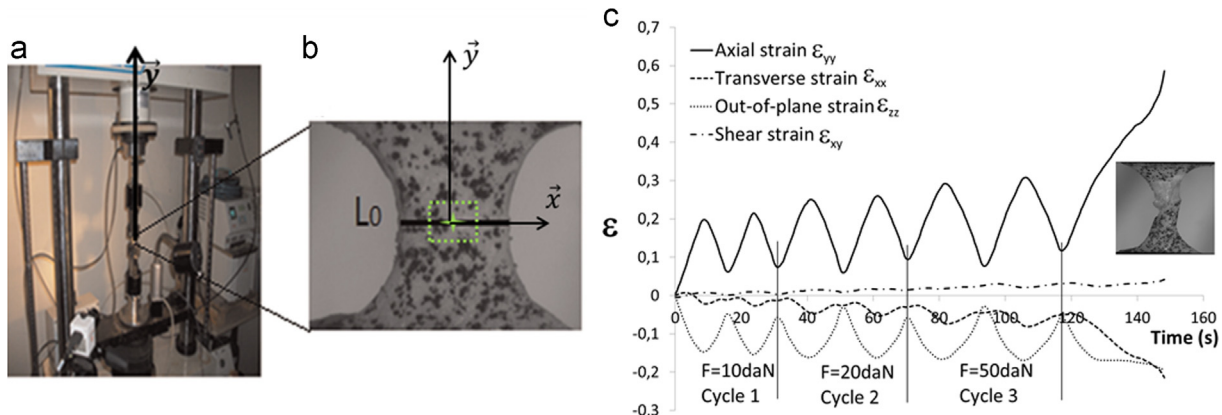 a
y⃗
b
y⃗
x⃗
L0
c
0,7
0,6
0,5
0,4
0,3
0,2
0,1
0
-0,1
-0,2
-0,3
ε
Axial strain εyy
Transverse strain εxx
Out-of-plane strain εzz
Shear strain εxy
0 20 40 60 80 100 120 140 160
Time (s)
F=10daN
Cycle 1
F=20daN
Cycle 2
F=50daN
Cycle 3